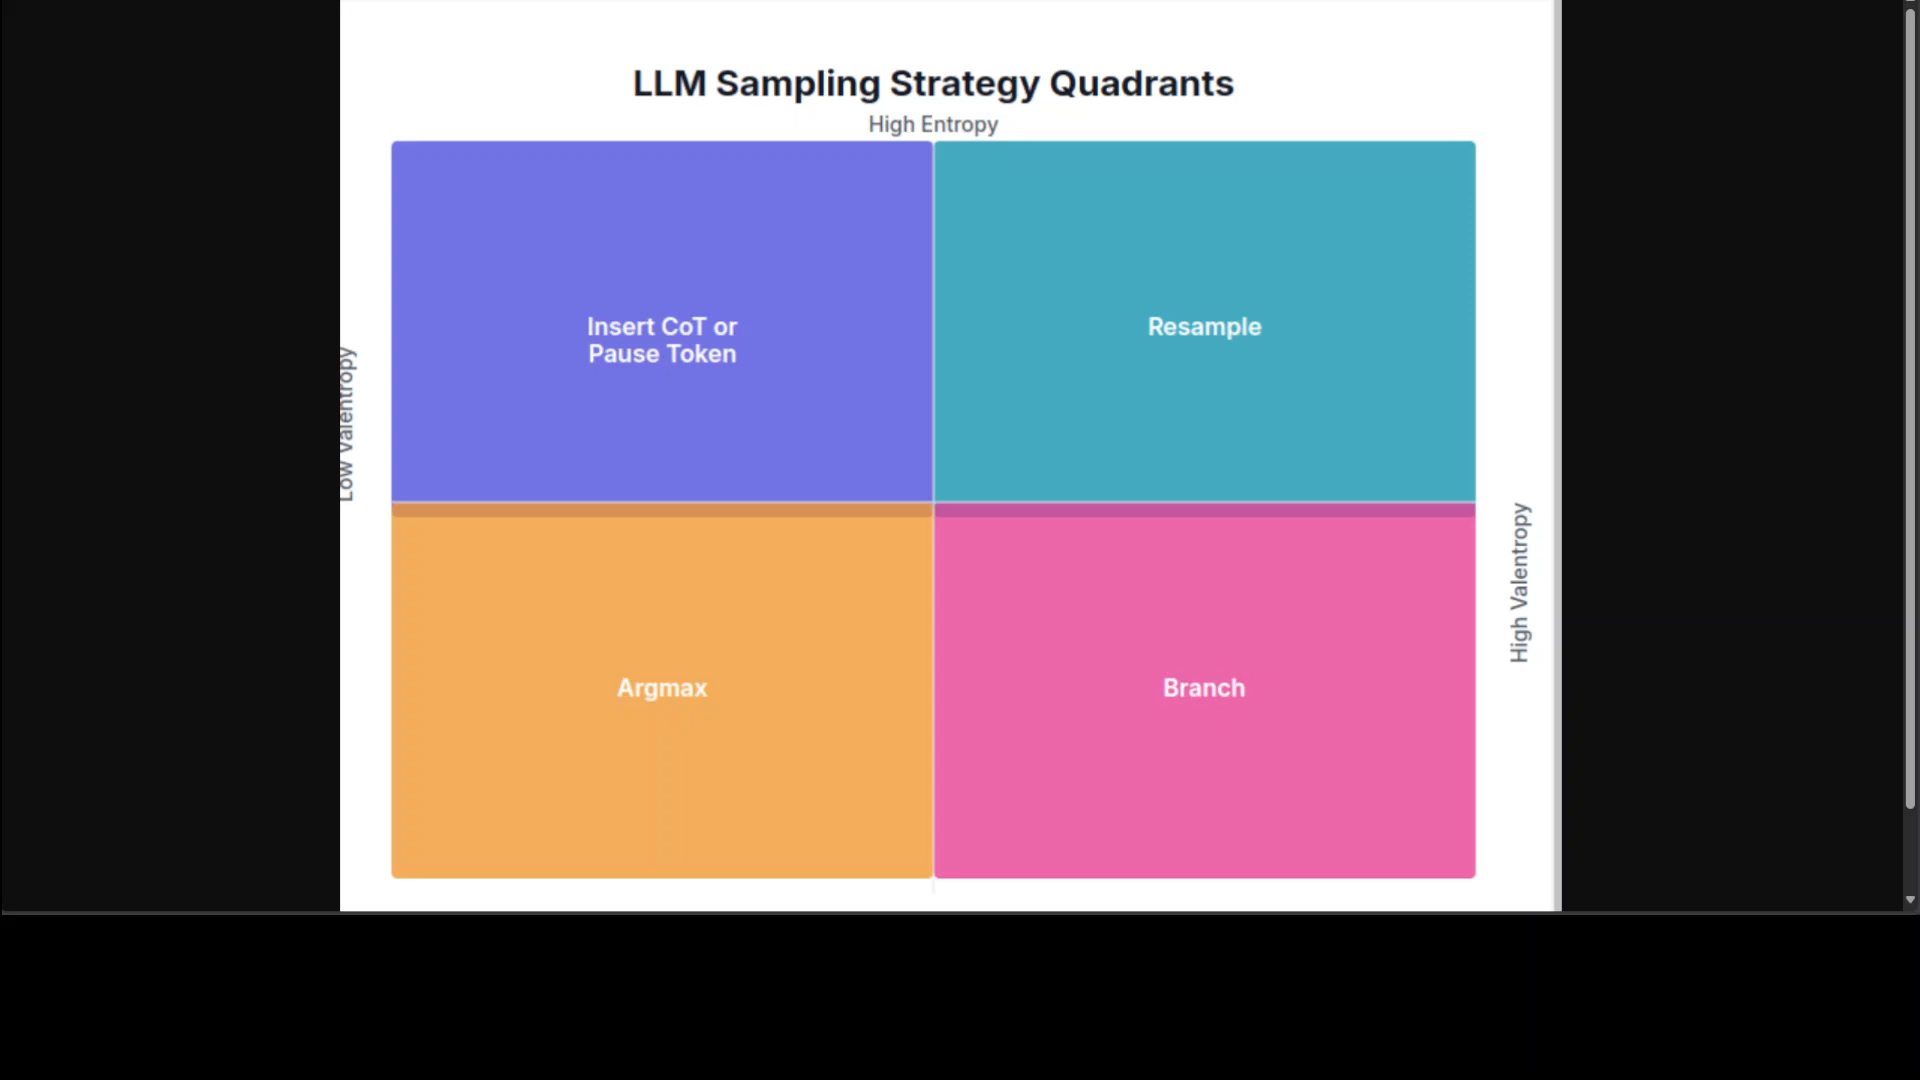 LLM Sampling Strategy Quadrants
High Entropy
Insert CoT or
Pause Token
Resample
Low Valentropy
High Valentropy
Argmax
Branch